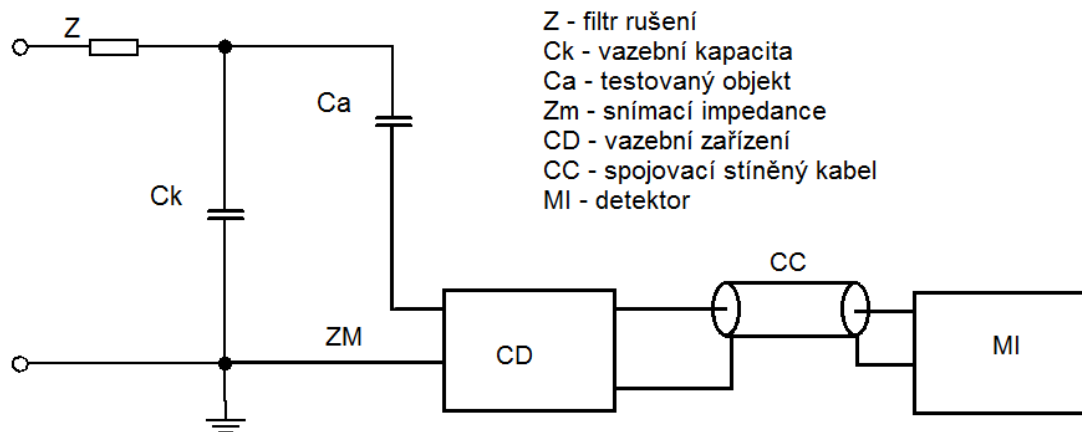 Z
Z - filtr rušení
Ck - vazební kapacita
Ca - testovaný objekt
Zm - snímací impedance
CD - vazební zařízení
CC - spojovací stíněný kabel
MI - detektor
Ca
Ck
CC
ZM
CD
MI